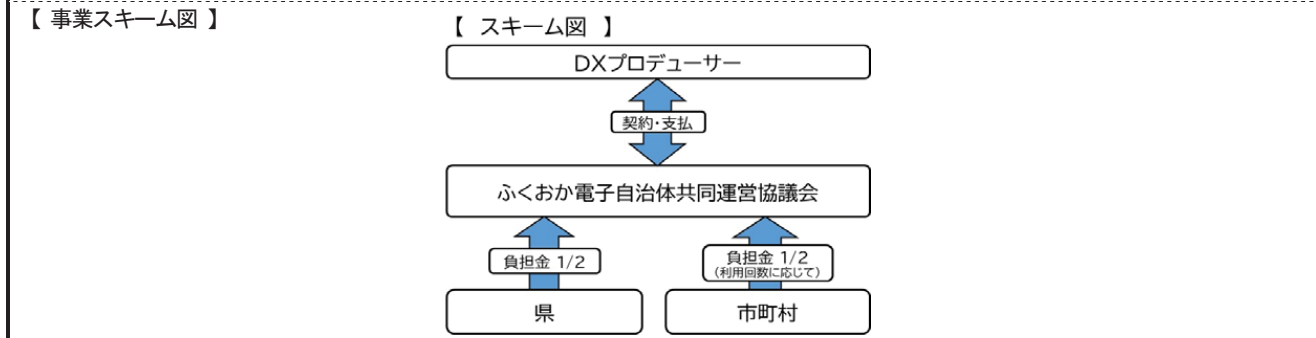 【 事業スキーム図 】
【 スキーム図 】
DXプロデューサー
契約・支払
ふくおか電子自治体共同運営協議会
負担金 1/2
負担金 1/2
(利用回数に応じて)
県
市町村